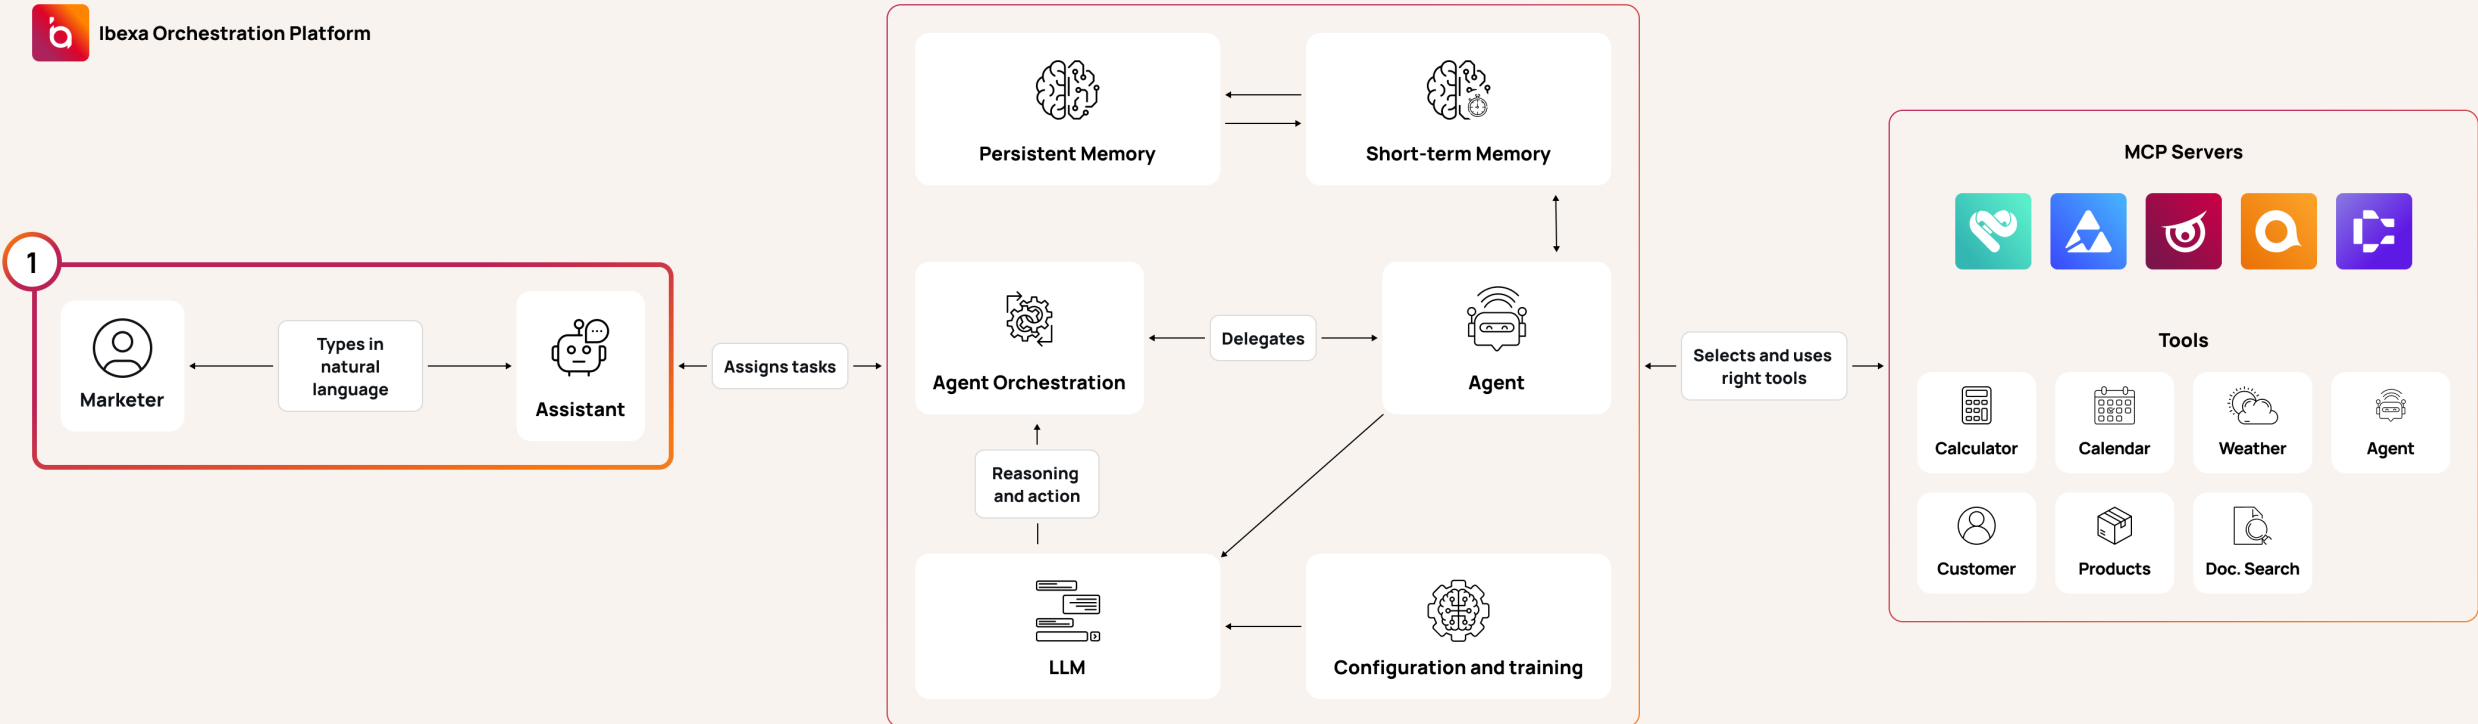 Ibexa Orchestration Platform
1
Marketer
Types in
natural
language
Assistant
Assigns tasks
Persistent Memory
Short-term Memory
Agent Orchestration
Delegates
Agent
Reasoning
and action
LLM
Configuration and training
Selects and uses
right tools
MCP Servers
Tools
Calculator
Calendar
Weather
Agent
Customer
Products
Doc. Search